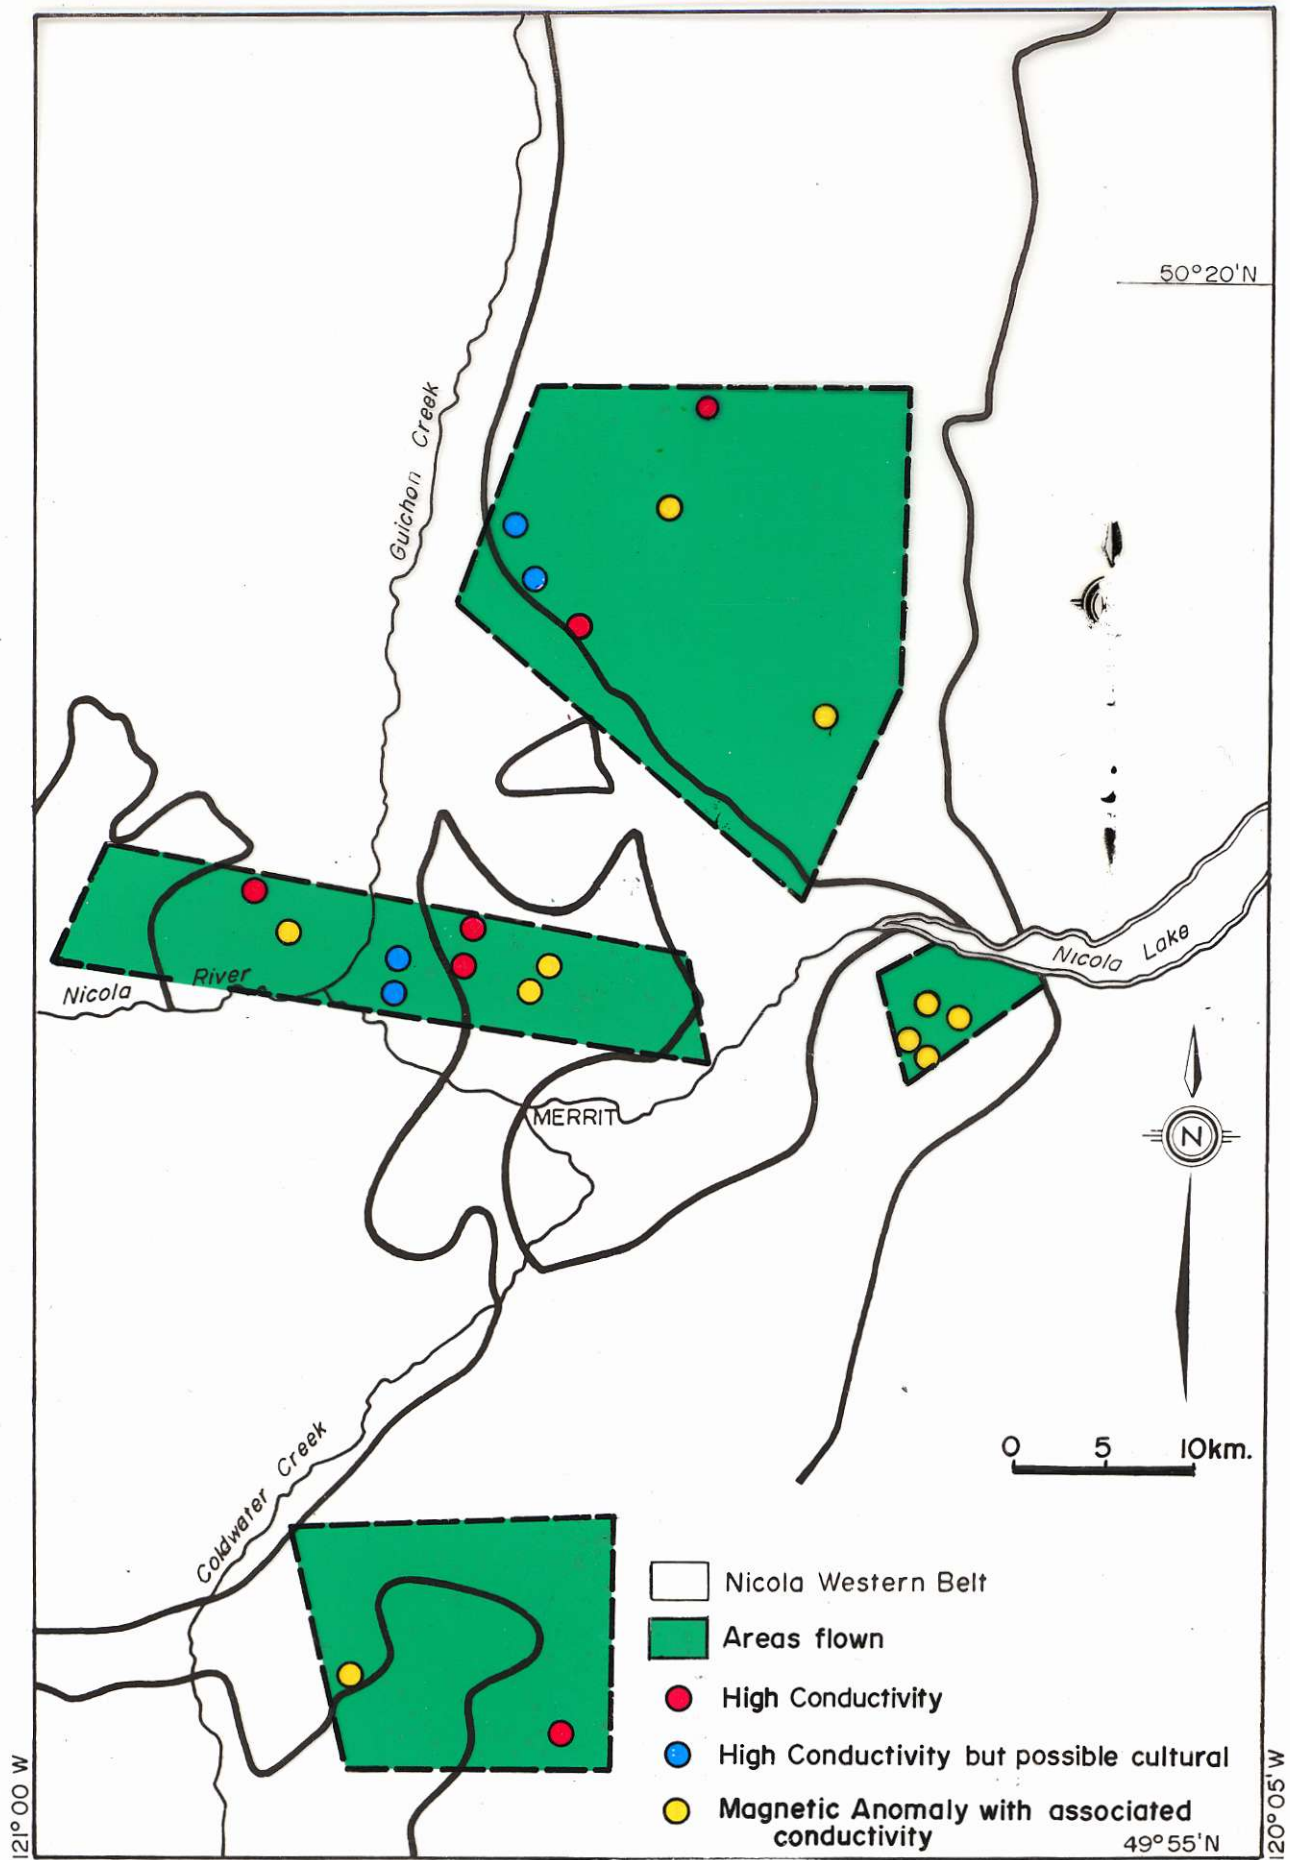 50°20'N
Guichon Creek
Nicola River
Nicola Lake
MERRIT
N
0 5 10km.
Coldwater Creek
Nicola Western Belt
Areas flown
High Conductivity
High Conductivity but possible cultural
Magnetic Anomaly with associated
conductivity
49°55'N
121° 00 W
120° 05' W